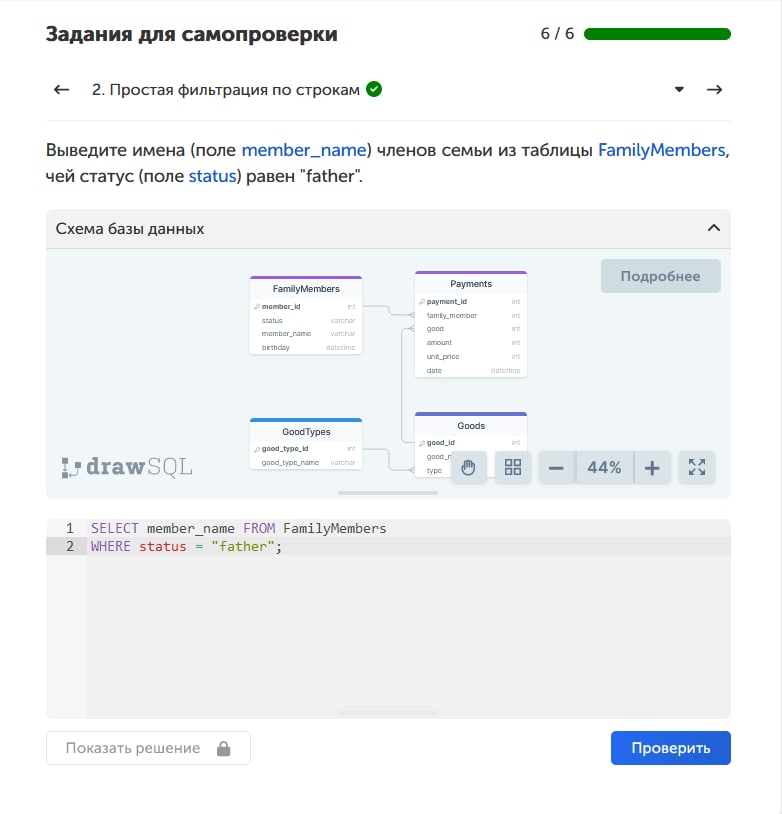 Задания для самопроверки
6 / 6
2. Простая фильтрация по строкам
Выведите имена (поле member_name) членов семьи из таблицы FamilyMembers,
чей статус (поле status) равен "father".
Схема базы данных
Подробнее
FamilyMembers
member_id int
status varchar
member_name varchar
birthday datetime
Payments
payment_id int
family_member int
good int
amount int
unit_price int
date datetime
GoodTypes
good_type_id int
good_type_name varchar
Goods
good_id int
type
drawSQL
44%
1 SELECT member_name FROM FamilyMembers
2 WHERE status = "father";
Показать решение
Проверить